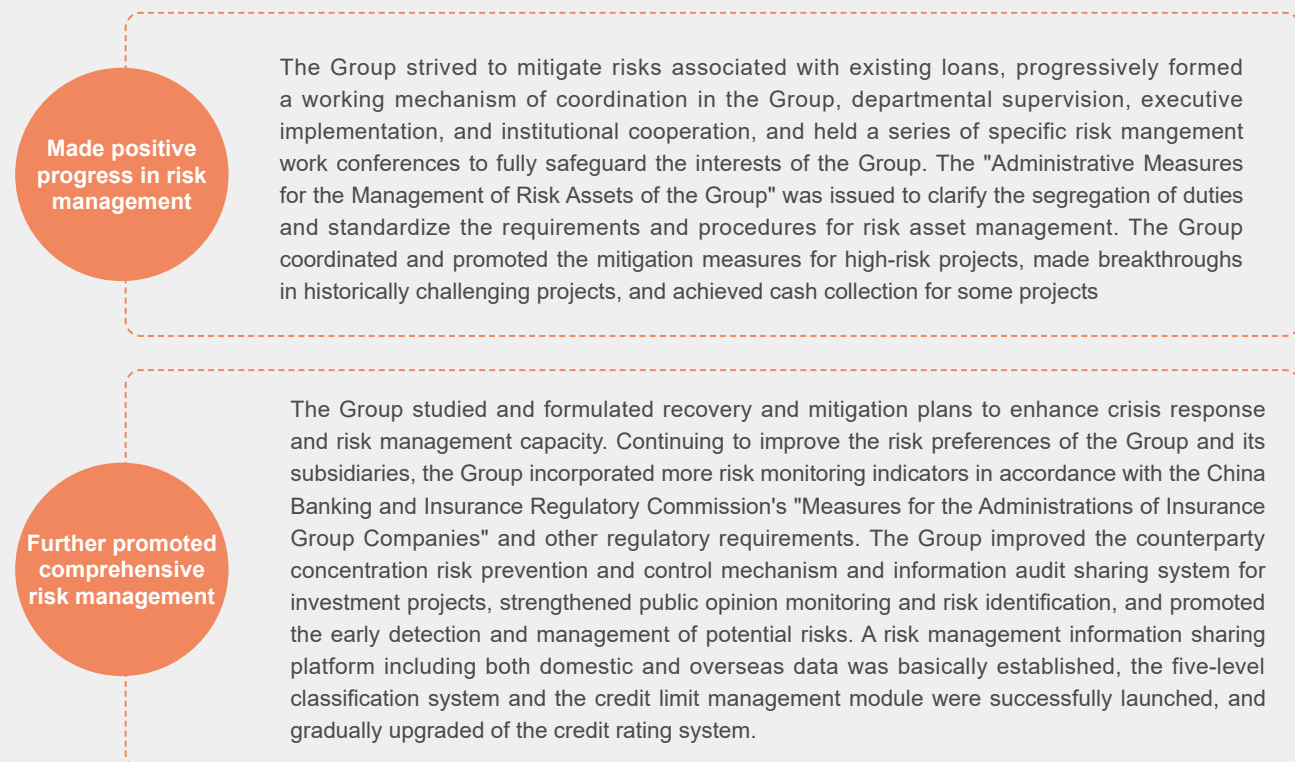 Made positive
progress in risk
management
The Group strived to mitigate risks associated with existing loans, progressively formed
a working mechanism of coordination in the Group, departmental supervision, executive
implementation, and institutional cooperation, and held a series of specific risk mangement
work conferences to fully safeguard the interests of the Group. The "Administrative Measures
for the Management of Risk Assets of the Group" was issued to clarify the segregation of duties
and standardize the requirements and procedures for risk asset management. The Group
coordinated and promoted the mitigation measures for high-risk projects, made breakthroughs
in historically challenging projects, and achieved cash collection for some projects
Further promoted
comprehensive
risk management
The Group studied and formulated recovery and mitigation plans to enhance crisis response
and risk management capacity. Continuing to improve the risk preferences of the Group and its
subsidiaries, the Group incorporated more risk monitoring indicators in accordance with the China
Banking and Insurance Regulatory Commission's "Measures for the Administrations of Insurance
Group Companies" and other regulatory requirements. The Group improved the counterparty
concentration risk prevention and control mechanism and information audit sharing system for
investment projects, strengthened public opinion monitoring and risk identification, and promoted
the early detection and management of potential risks. A risk management information sharing
platform including both domestic and overseas data was basically established, the five-level
classification system and the credit limit management module were successfully launched, and
gradually upgraded of the credit rating system.